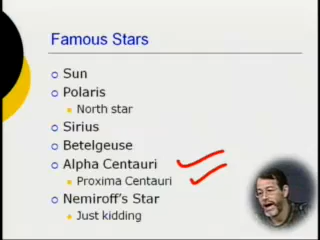 Famous Stars
Sun
Polaris
North star
Sirius
Betelgeuse
Alpha Centauri
Proxima Centauri
Nemiroff's Star
Just kidding